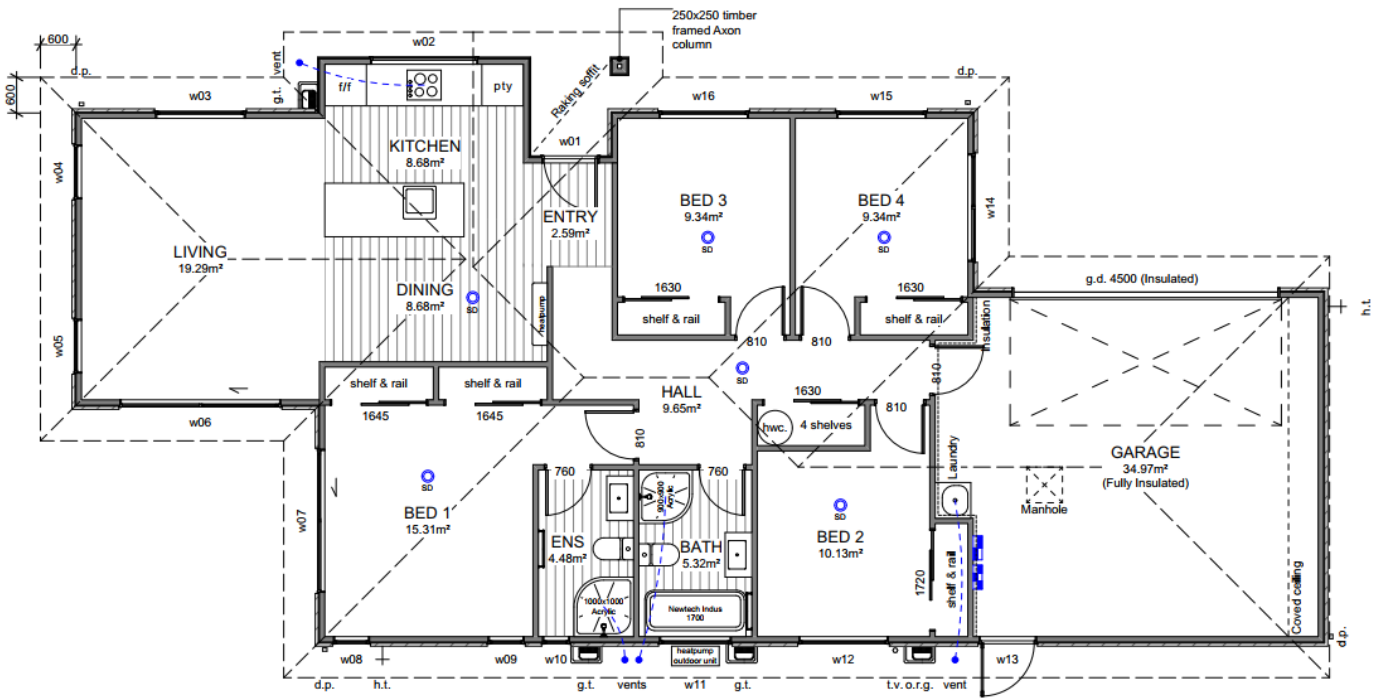 250x250 timber
framed Axon
column
600
w02
d.p.
vent
Raking soffit
d.p.
600
w03
g.t.
f/f
pty
w16
w15
w01
KITCHEN
8.68m²
w04
BED 3
9.34m²
BED 4
9.34m²
w14
ENTRY
2.59m²
SD
SD
LIVING
19.29m²
g.d. 4500 (Insulated)
DINING
8.68m²
SD
heatpump
1630
1630
shelf & rail
shelf & rail
Insulation
h.t.
w05
810
810
810
SD
shelf & rail
shelf & rail
HALL
9.65m²
1630
810
w06
1645
1645
810
hwc.
4 shelves
GARAGE
34.97m²
(Fully Insulated)
Laundry
SD
760
760
900x900
Acrylic
Manhole
w07
BED 1
15.31m²
SD
BED 2
10.13m²
ENS
4.48m²
BATH
5.32m²
1720
shelf & rail
1000x1000
Acrylic
Newtech Indus
1700
Coved ceiling
d.p.
w08
w09
w10
heatpump
outdoor unit
w12
w13
d.p.
h.t.
g.t.
vents
w11
g.t.
t.v.
o.r.g.
vent